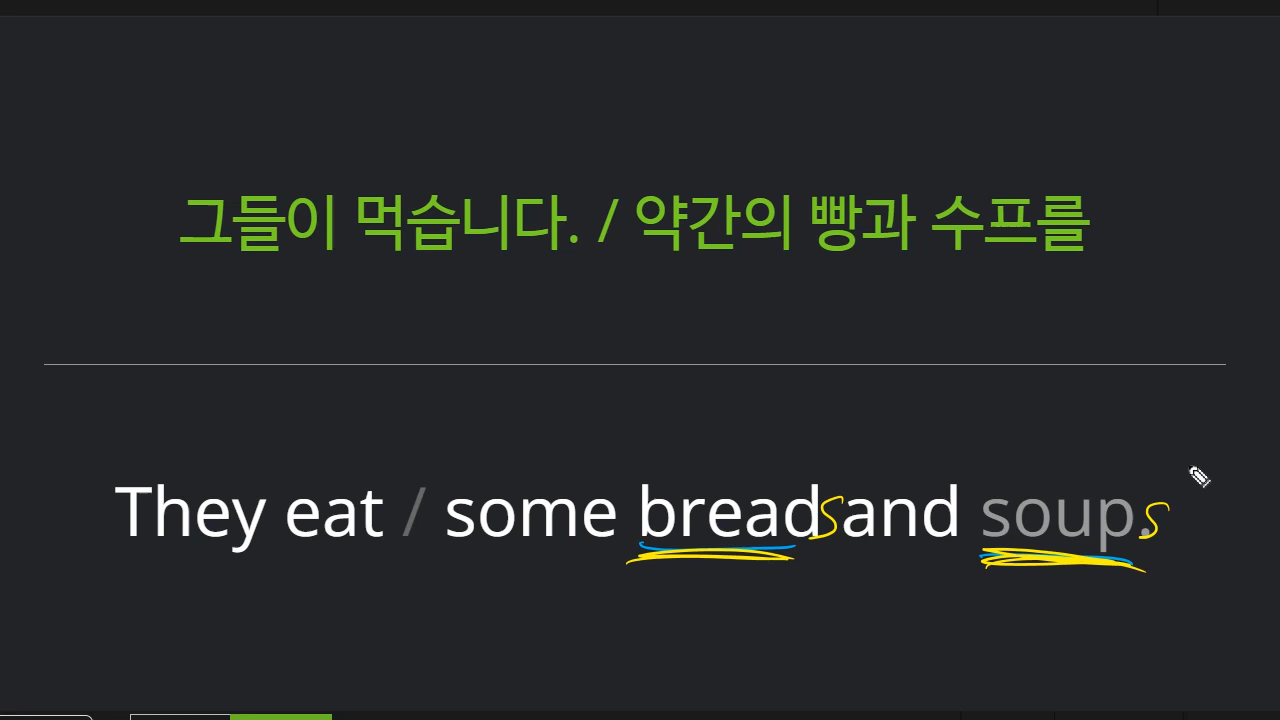 그들이 먹습니다. / 약간의 빵과 수프를
They eat / some breads and soup.s